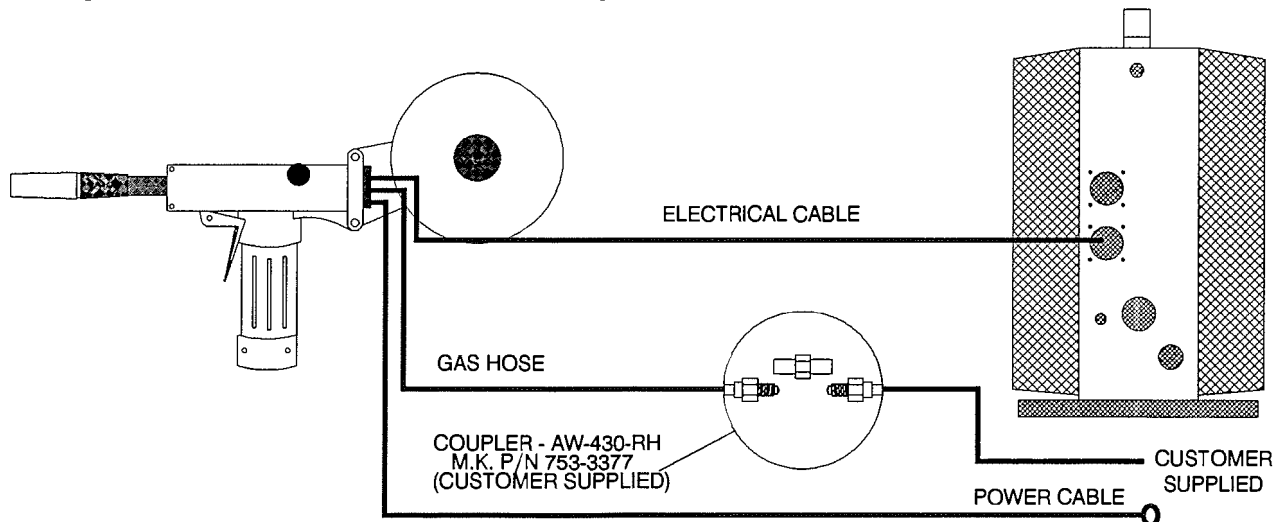 ELECTRICAL CABLE
GAS HOSE
COUPLER - AW-430-RH
M.K. P/N 753-3377
(CUSTOMER SUPPLIED)
CUSTOMER
SUPPLIED
POWER CABLE